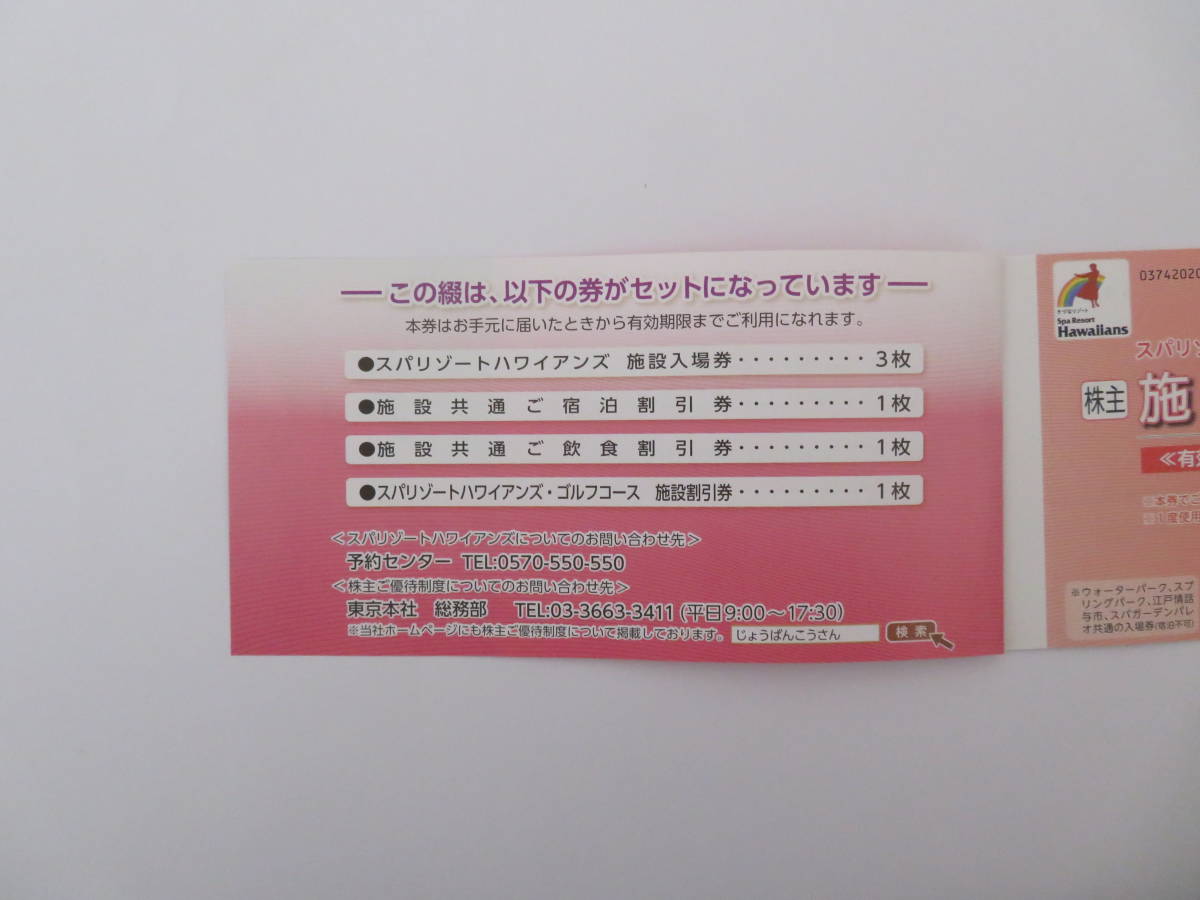 この綴は、以下の券がセットになっています
本券はお手元に届いたときから有効期限までご利用になれます。
●スパリゾートハワイアンズ 施設入場券・・・・・・・・・3枚
●施設共通ご宿泊割引券・・・・・・・・・1枚
●施設共通ご飲食割引券・・・・・・・・・1枚
●スパリゾートハワイアンズ・ゴルフコース 施設割引券・・・・・・・・・1枚
＜スパリゾートハワイアンズについてのお問い合わせ先＞
予約センター TEL:0570-550-550
＜株主ご優待制度についてのお問い合わせ先＞
東京本社 総務部 TEL:03-3663-3411 (平日9:00〜17:30)
※当社ホームページにも株主ご優待制度について掲載しております。 じょうばんこうさん 検索
Spa Resort
Hawaiians
03742020
スパリゾ
株主 施
≪有効
※本券でご
※1度使用
※ウォーターパーク、スプ
リングパーク、江戸情話
与市、スパガーデンパレ
オ共通の入場券(宿泊不可)